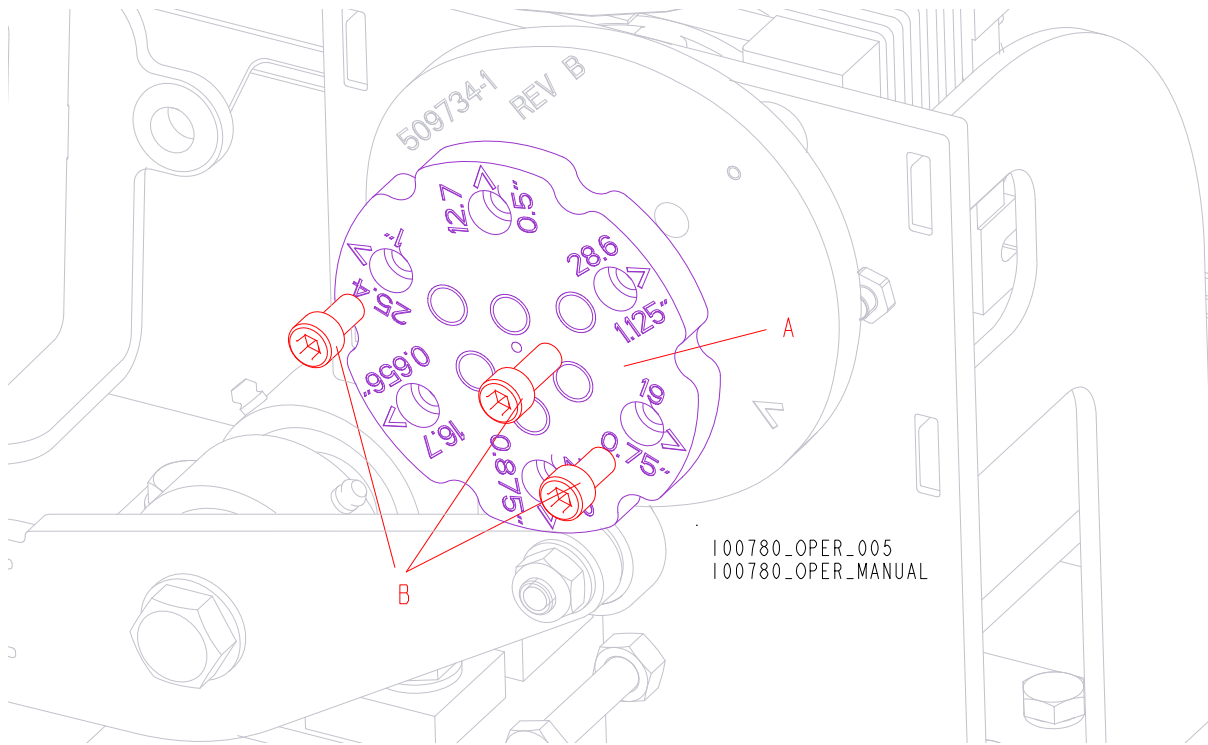 509734-1
REV B
12.7
0.5"
1"
25.4
28.6
1.125"
0.656"
16.7
19
0.75"
0.875"
A
B
I00780_OPER_005
I00780_OPER_MANUAL